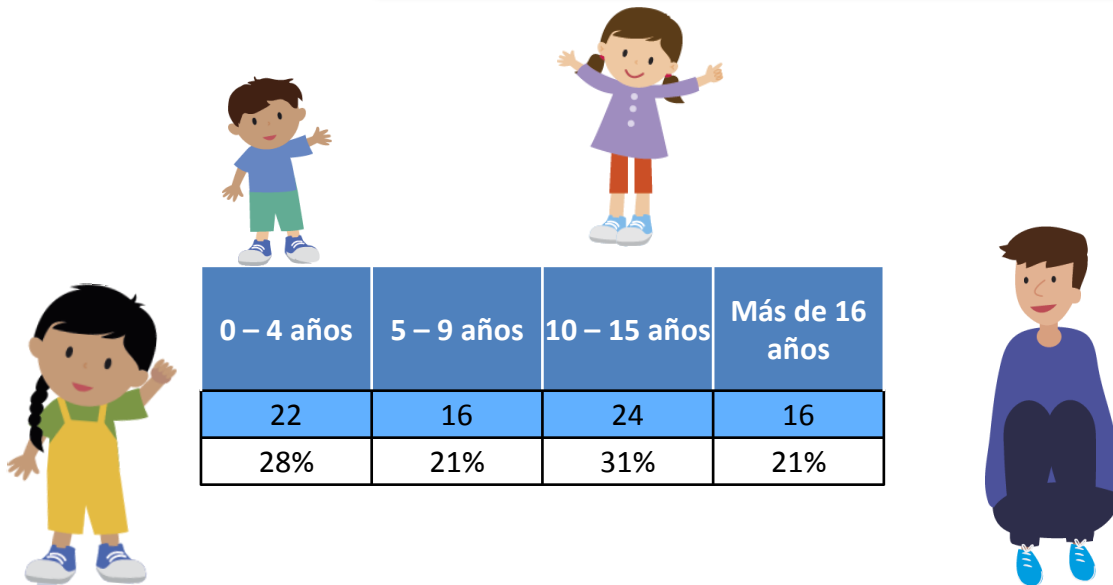 0 – 4 años 5 – 9 años 10 – 15 años Más de 16
años
22 16 24 16
28% 21% 31% 21%